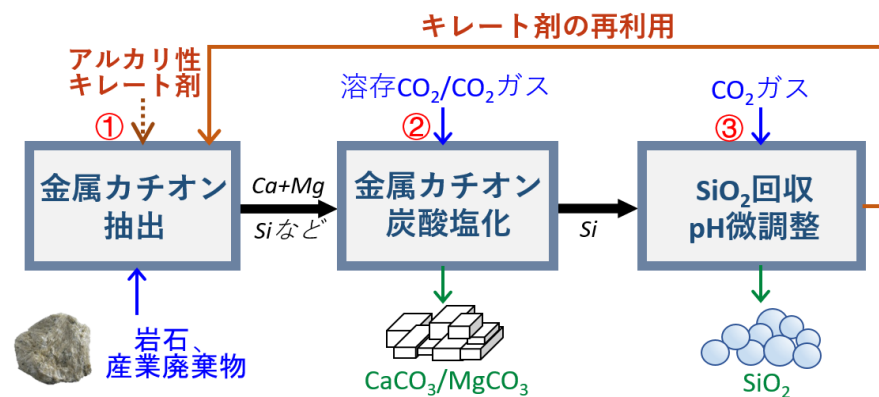 キレート剤の再利用
アルカリ性
キレート剤
溶存CO₂/CO₂ガス
CO₂ガス
①
②
③
金属カチオン
抽出
Ca+Mg
Siなど
金属カチオン
炭酸塩化
Si
SiO₂回収
pH微調整
岩石、
産業廃棄物
CaCO₃/MgCO₃
SiO₂